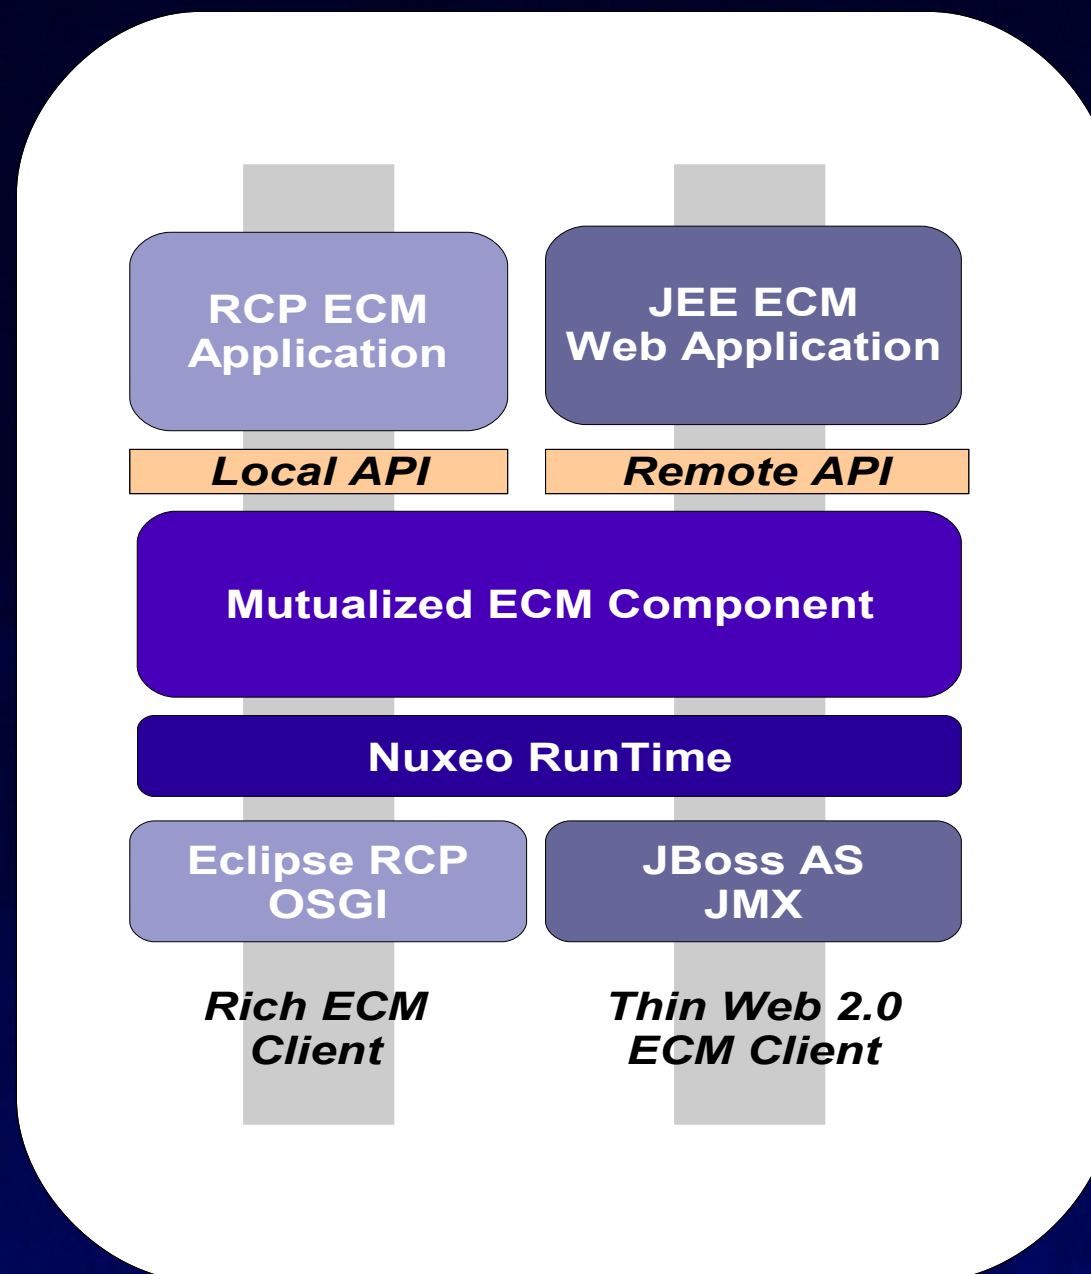 RCP ECM
Application
JEE ECM
Web Application
Local API
Remote API
Mutualized ECM Component
Nuxeo RunTime
Eclipse RCP
OSGI
JBoss AS
JMX
Rich ECM
Client
Thin Web 2.0
ECM Client